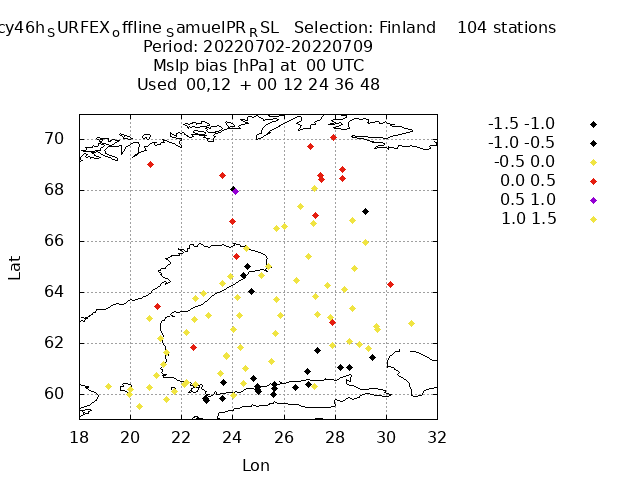 cy46h_SURFEX_offline_SamuelPR_RSL   Selection: Finland    104 stations
Period: 20220702-20220709
Mslp bias [hPa] at  00 UTC
Used  00,12  + 00 12 24 36 48
-1.5 -1.0
-1.0 -0.5
-0.5 0.0
0.0 0.5
0.5 1.0
1.0 1.5
70
68
66
64
62
60
Lat
18 20 22 24 26 28 30 32
Lon